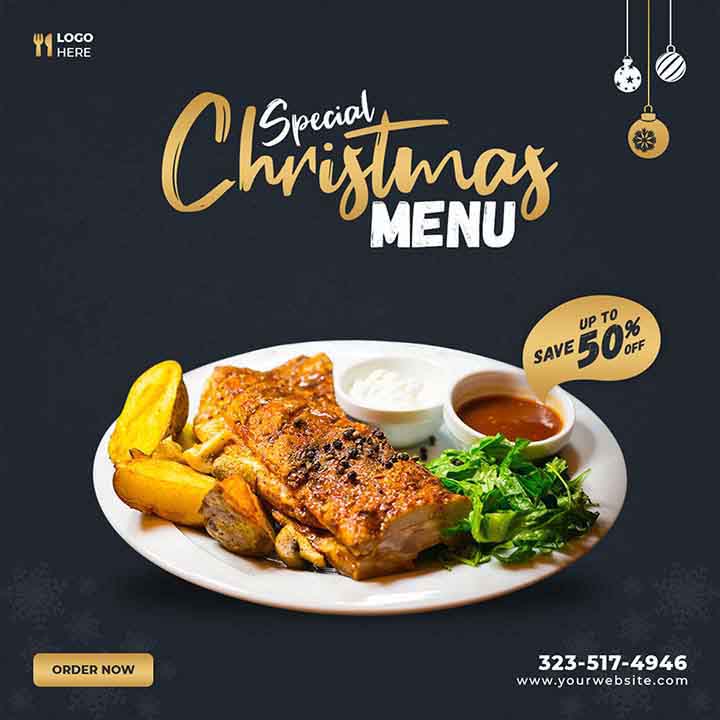 LOGO
HERE
Special
Christmas
MENU
UP TO
SAVE 50% OFF
ORDER NOW
323-517-4946
www.yourwebsite.com